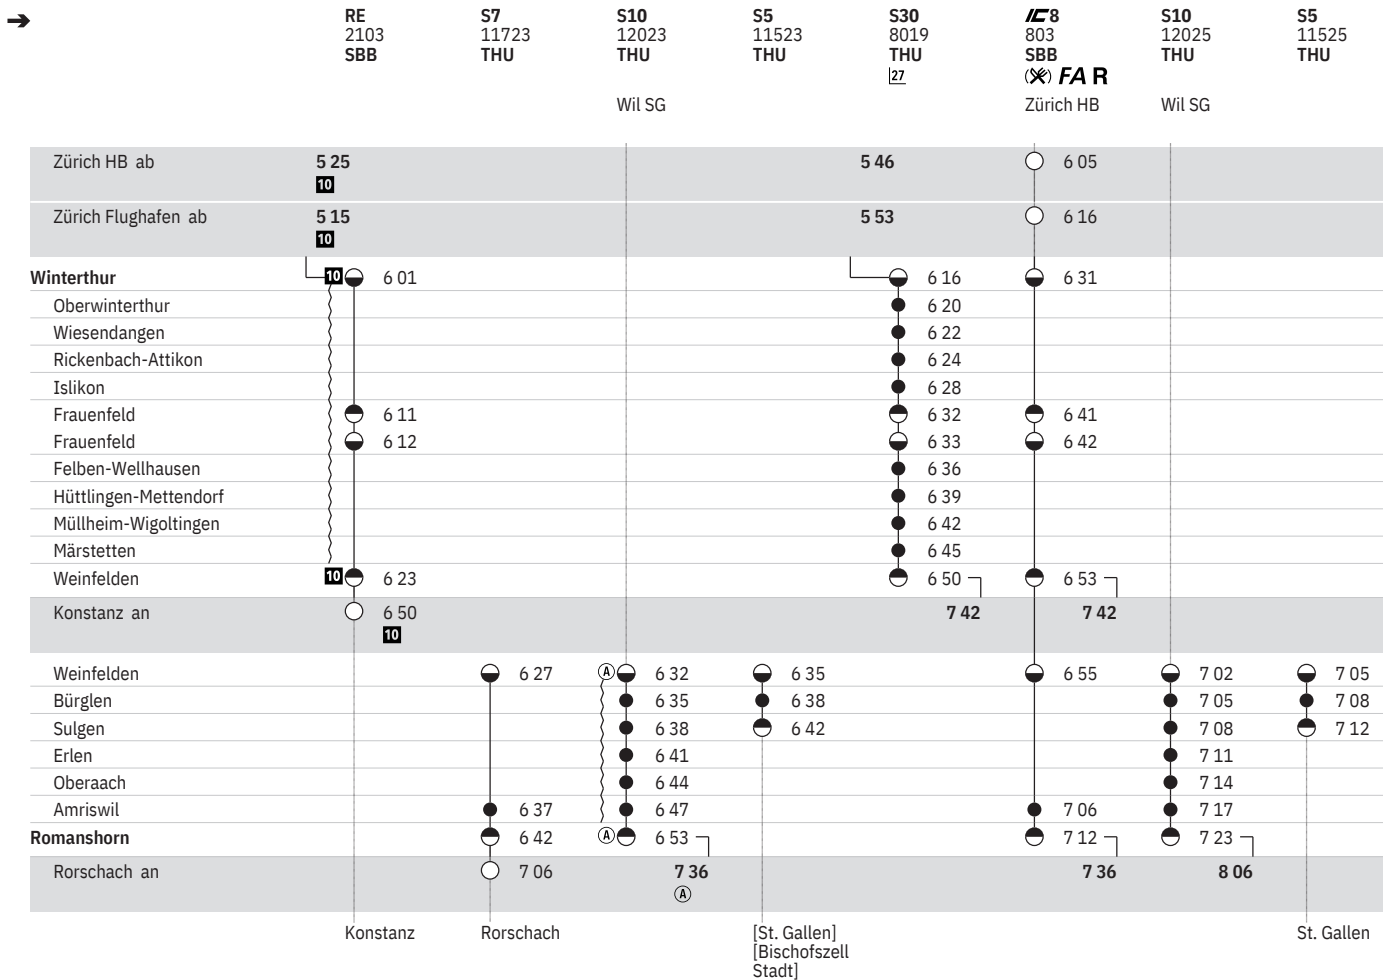 ➔ RE S7 S10 S5 S30 IC8 S10 S5
2103 11723 12023 11523 8019 803 12025 11525
SBB THU THU THU THU SBB THU THU
27 FA R
Wil SG Zürich HB Wil SG
Zürich HB ab 5 25 5 46 6 05
10
Zürich Flughafen ab 5 15 5 53 6 16
10
Winterthur 10 6 01 6 16 6 31
Oberwinterthur 6 20
Wiesendangen 6 22
Rickenbach-Attikon 6 24
Islikon 6 28
Frauenfeld 6 11 6 32 6 41
Frauenfeld 6 12 6 33 6 42
Felben-Wellhausen 6 36
Hüttlingen-Mettendorf 6 39
Müllheim-Wigoltingen 6 42
Märstetten 6 45
Weinfelden 10 6 23 6 50 6 53
Konstanz an 6 50 7 42 7 42
10
Weinfelden 6 27 A 6 32 6 35 6 55 7 02 7 05
Bürglen 6 35 6 38 7 05 7 08
Sulgen 6 38 6 42 7 08 7 12
Erlen 6 41 7 11
Oberaach 6 44 7 14
Amriswil 6 37 6 47 7 06 7 17
Romanshorn 6 42 A 6 53 7 12 7 23
Rorschach an 7 06 7 36 7 36 8 06
A
Konstanz Rorschach [St. Gallen] St. Gallen
[Bischofszell
Stadt]